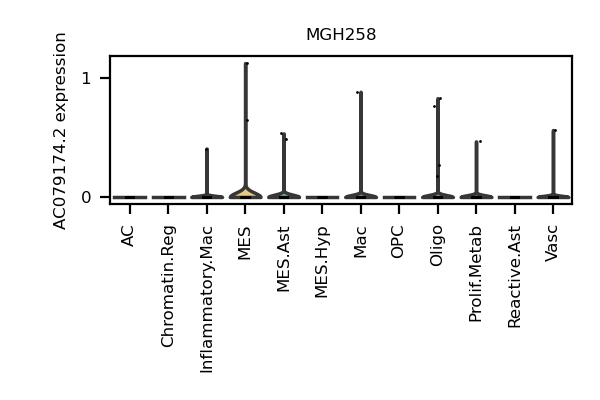 MGH258
AC079174.2 expression
1
0
AC
Chromatin.Reg
Inflammatory.Mac
MES
MES.Ast
MES.Hyp
Mac
OPC
Oligo
Prolif.Metab
Reactive.Ast
Vasc